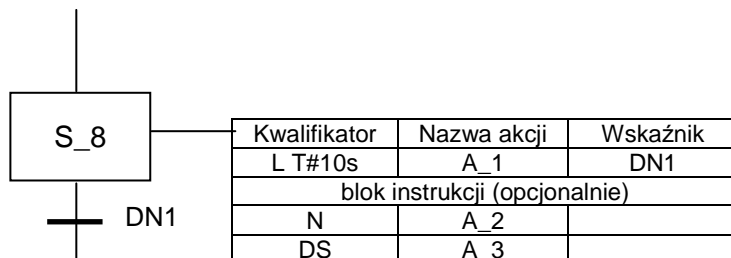 S_8
Kwalifikator Nazwa akcji Wskaźnik
L T#10s A_1 DN1
blok instrukcji (opcjonalnie)
DN1
N A_2
DS A_3